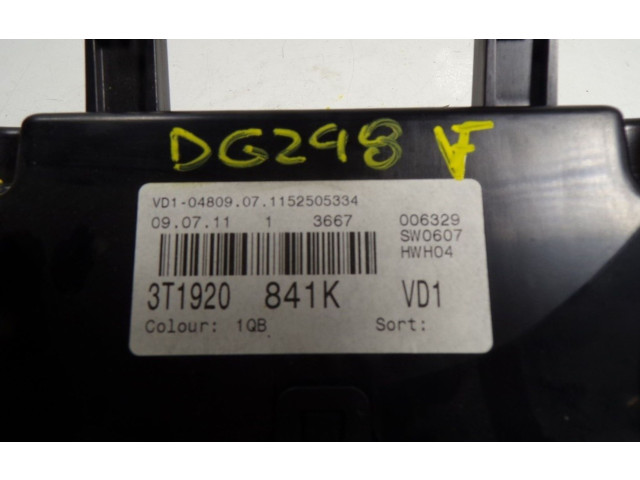 DG298 VF
VD1-04809.07.1152505334
09.07.11 1 3667 006329
SW0607
HWH04
3T1920 841K VD1
Colour: 1QB Sort: